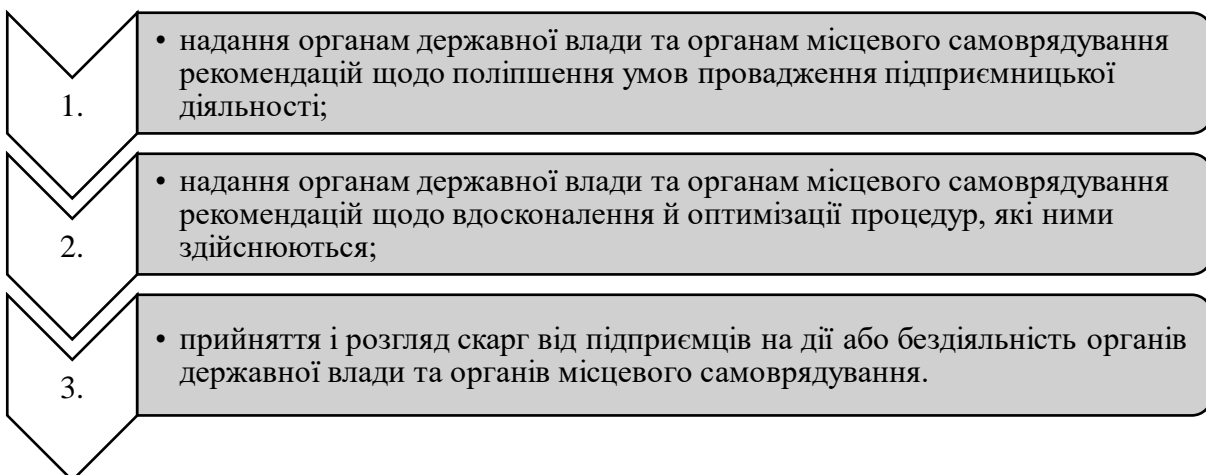 1.
• надання органам державної влади та органам місцевого самоврядування
рекомендацій щодо поліпшення умов провадження підприємницької
діяльності;
2.
• надання органам державної влади та органам місцевого самоврядування
рекомендацій щодо вдосконалення й оптимізації процедур, які ними
здійснюються;
3.
• прийняття і розгляд скарг від підприємців на дії або бездіяльність органів
державної влади та органів місцевого самоврядування.